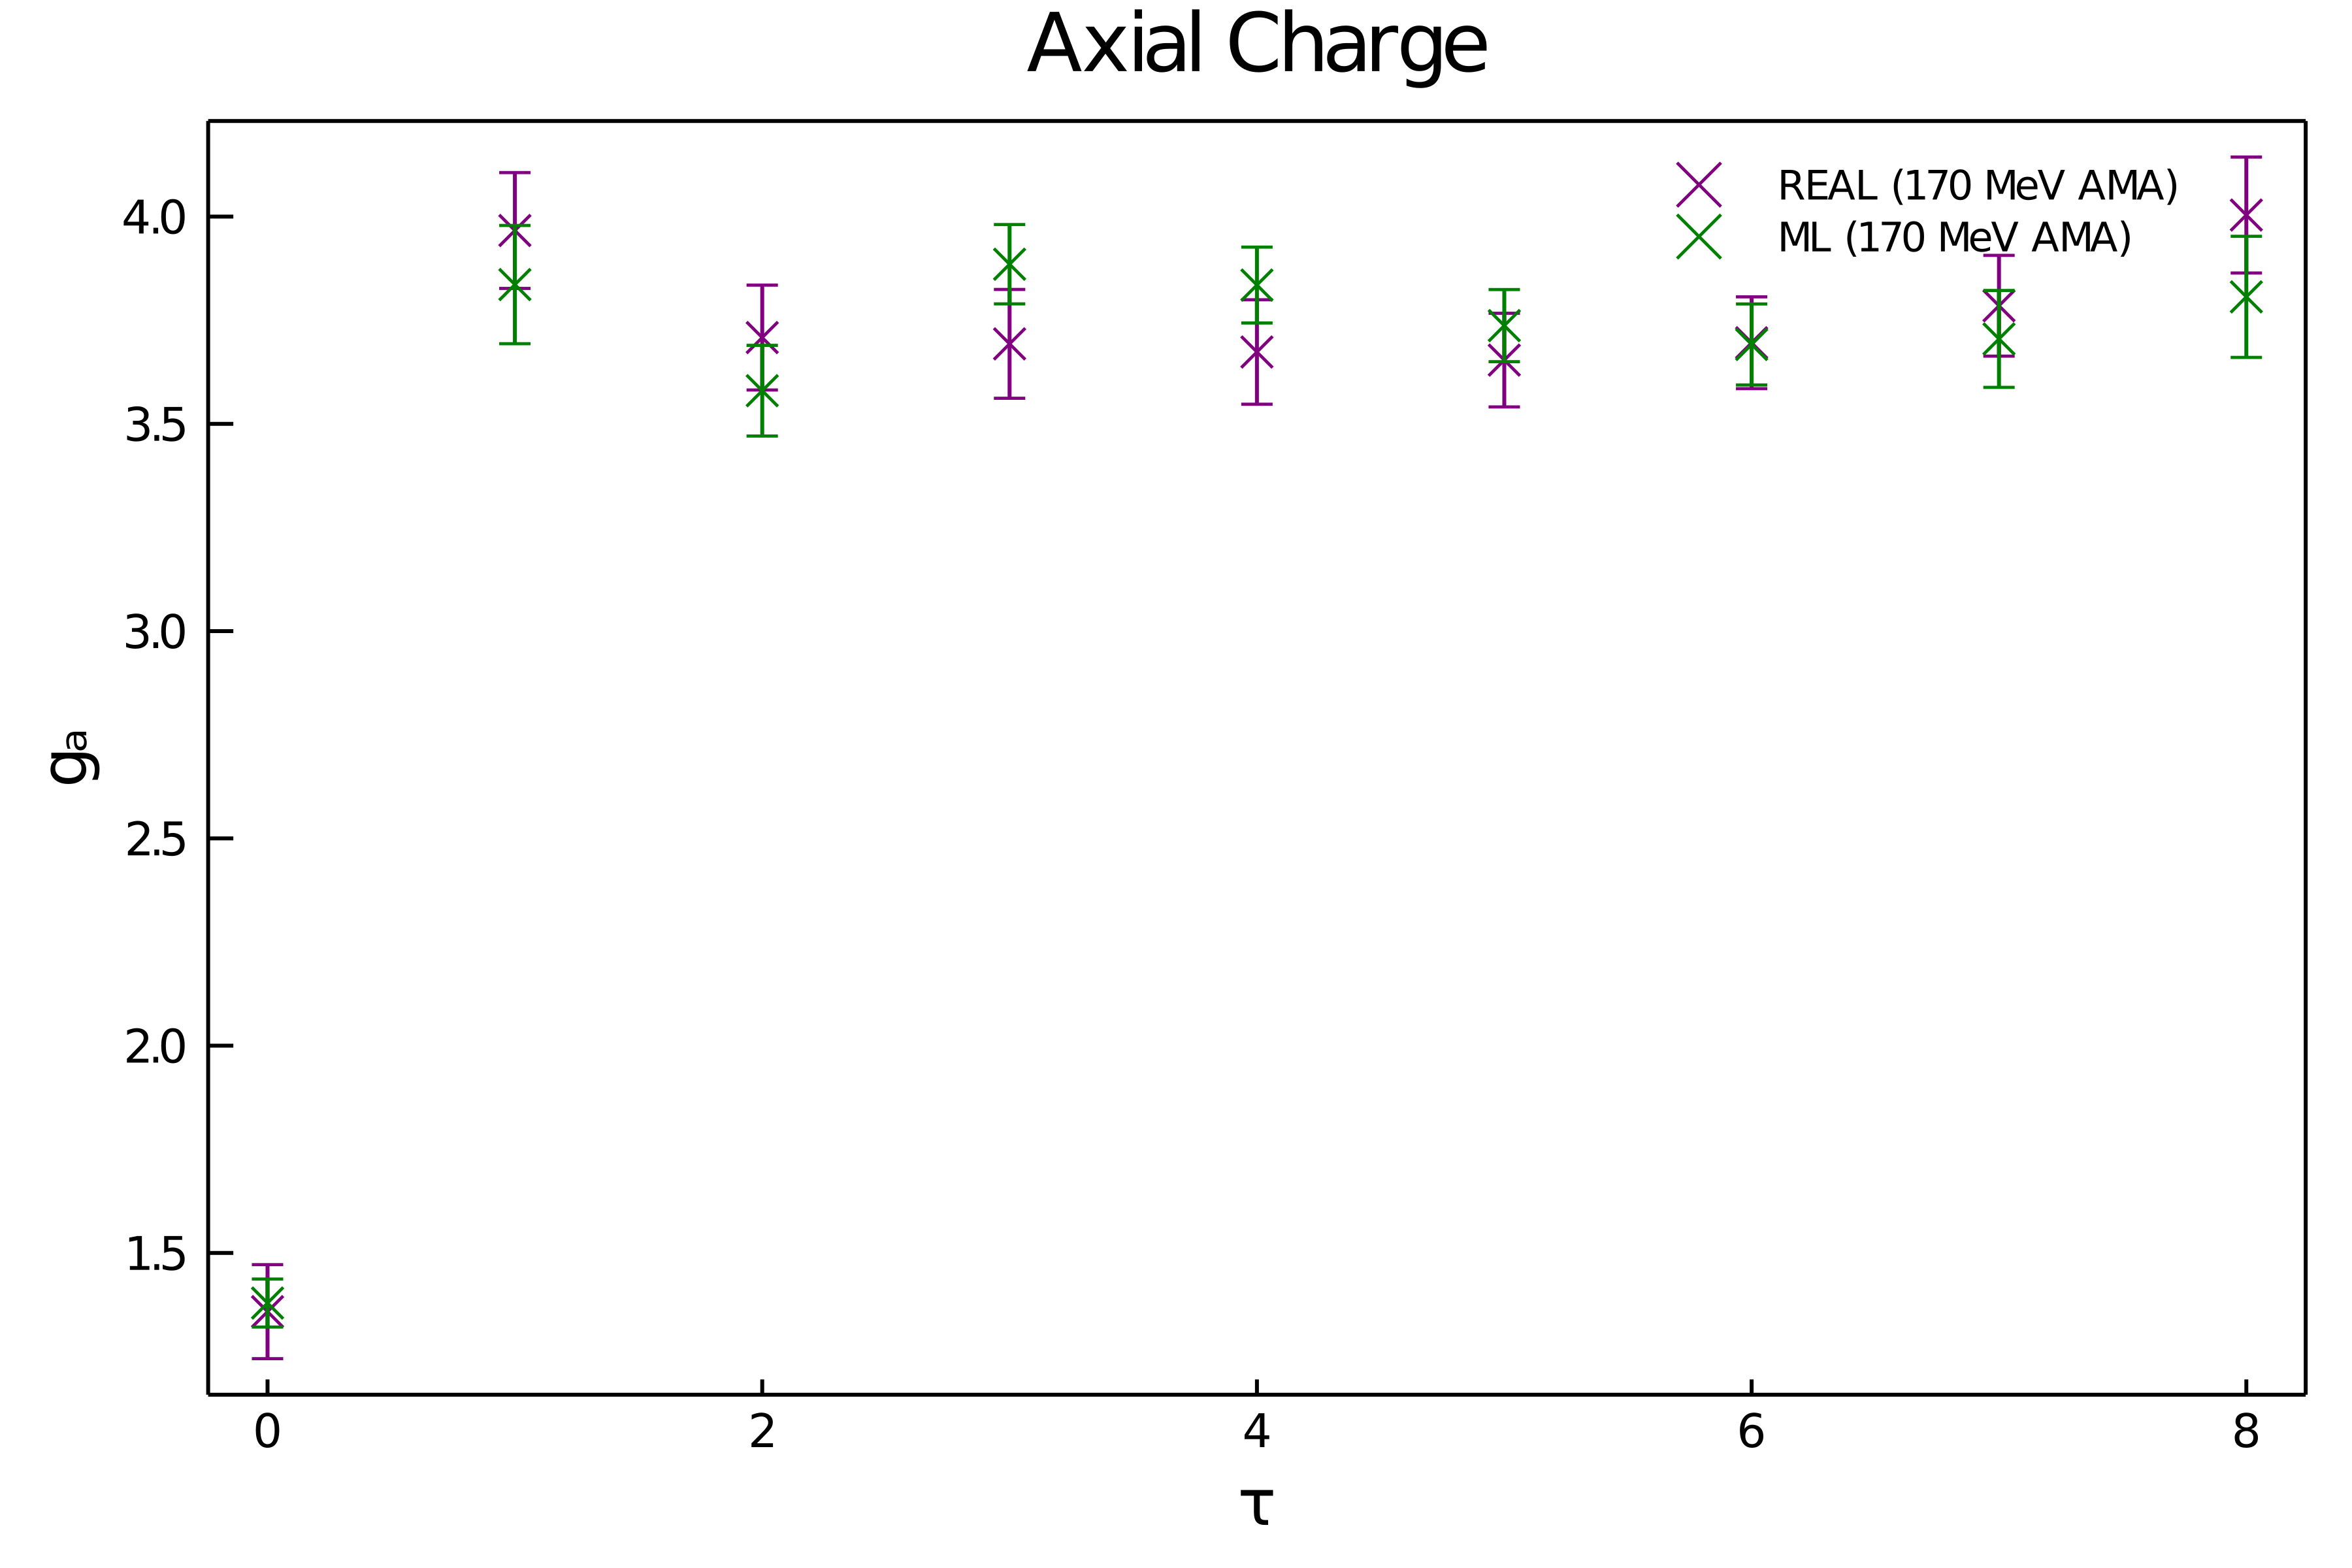 Axial Charge
REAL (170 MeV AMA)
ML (170 MeV AMA)
4.0
3.5
3.0
2.5
2.0
1.5
gₐ
0 2 4 6 8
τ